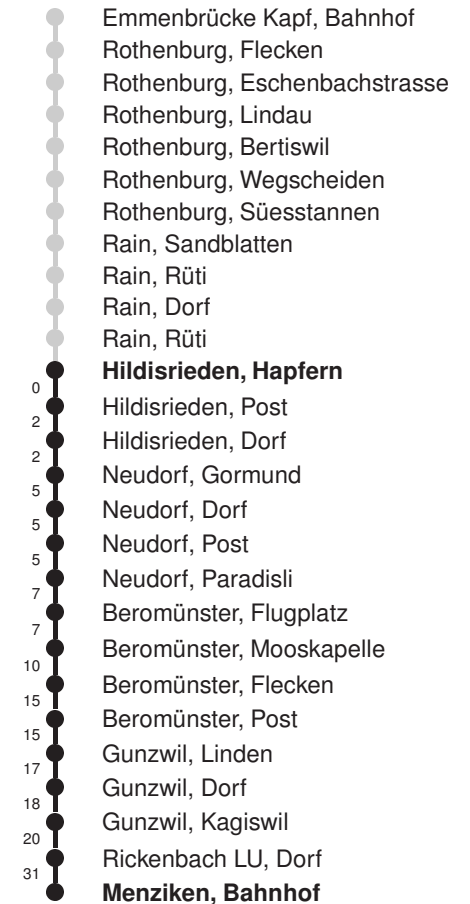 Emmenbrücke Kapf, Bahnhof
Rothenburg, Flecken
Rothenburg, Eschenbachstrasse
Rothenburg, Lindau
Rothenburg, Bertiswil
Rothenburg, Wegscheiden
Rothenburg, Süesstannen
Rain, Sandblatten
Rain, Rüti
Rain, Dorf
Rain, Rüti
Hildisrieden, Hapfern
0
Hildisrieden, Post
2
Hildisrieden, Dorf
2
Neudorf, Gormund
5
Neudorf, Dorf
5
Neudorf, Post
5
Neudorf, Paradisli
7
Beromünster, Flugplatz
7
Beromünster, Mooskapelle
10
Beromünster, Flecken
15
Beromünster, Post
15
Gunzwil, Linden
17
Gunzwil, Dorf
18
Gunzwil, Kagiswil
20
Rickenbach LU, Dorf
31
Menziken, Bahnhof